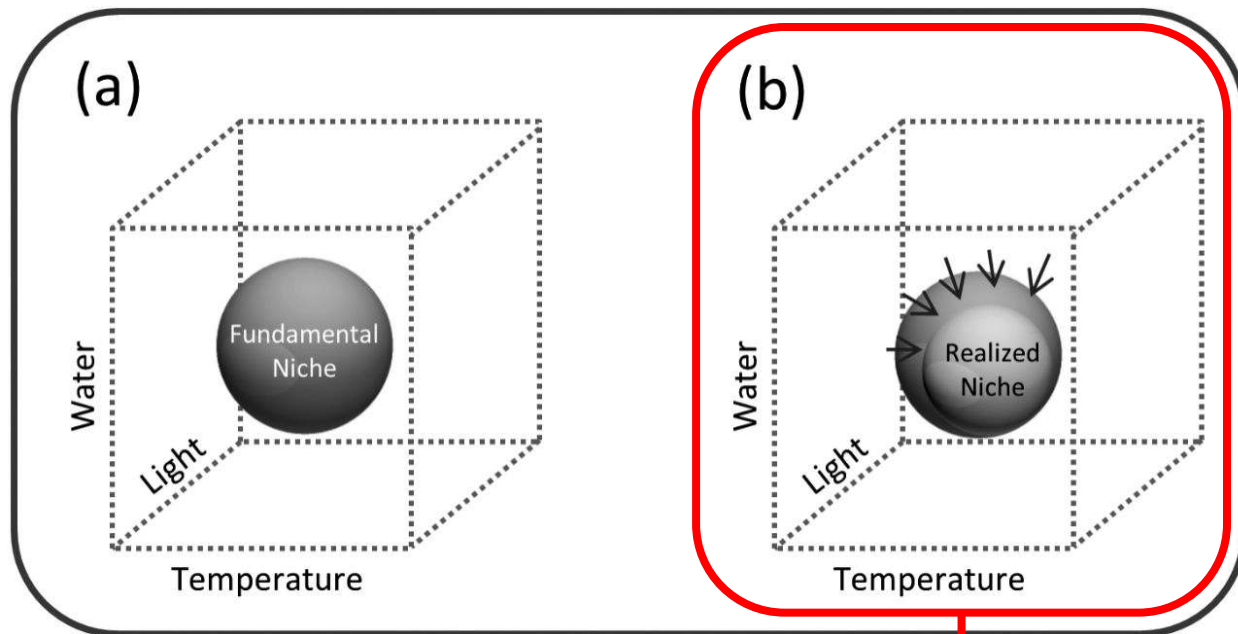 (a)
Fundamental
Niche
Water
Light
Temperature
(b)
Realized
Niche
Water
Light
Temperature